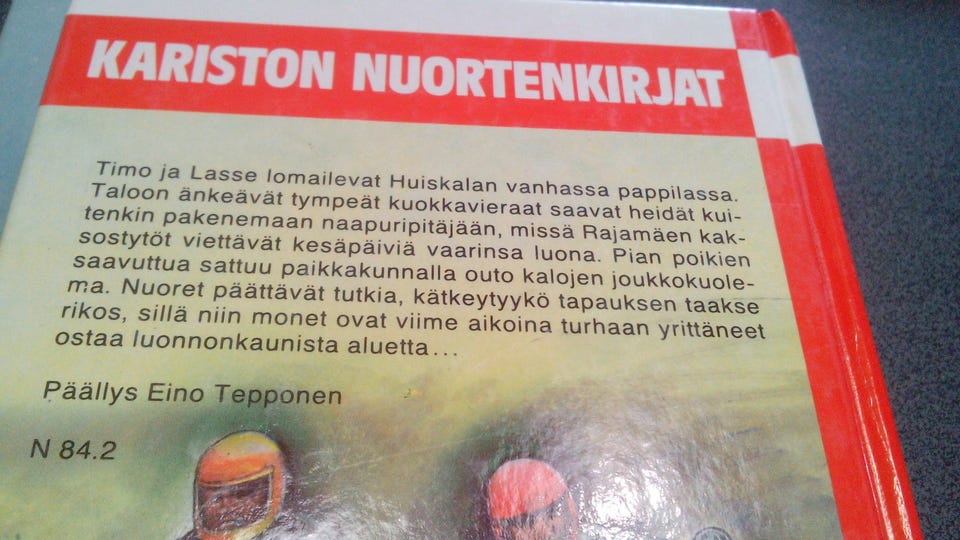 KARISTON NUORTENKIRJAT
Timo ja Lasse lomailevat Huiskalan vanhassa pappilassa.
Taloon änkeävät tympeät kuokkavieraat saavat heidät kui-
tenkin pakenemaan naapuripitäjään, missä Rajamäen kak-
sostytöt viettävät kesäpäiviä vaarinsa luona. Pian poikien
saavuttua sattuu paikkakunnalla outo kalojen joukkokuole-
ma. Nuoret päättävät tutkia, kätkeytyykö tapauksen taakse
rikos, sillä niin monet ovat viime aikoina turhaan yrittäneet
ostaa luonnonkaunista aluetta...
Päällys Eino Tepponen
N 84.2